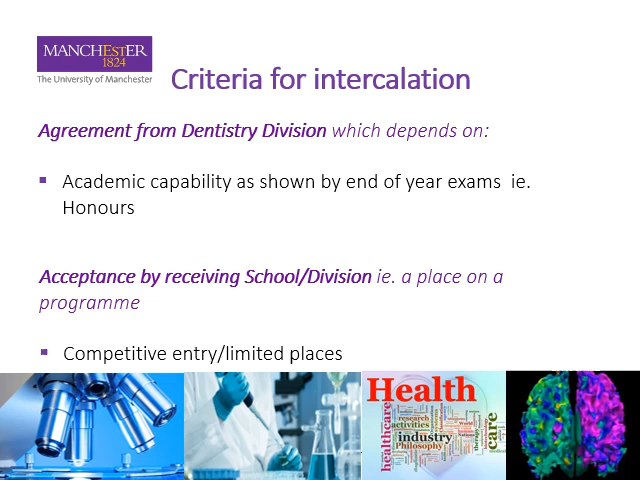 MANCHESTER
1824
The University of Manchester
Criteria for intercalation
Agreement from Dentistry Division which depends on:
▪ Academic capability as shown by end of year exams ie.
Honours
Acceptance by receiving School/Division ie. a place on a
programme
▪ Competitive entry/limited places
Health
healthcare
research
activities
industry
Philosophy
care
World